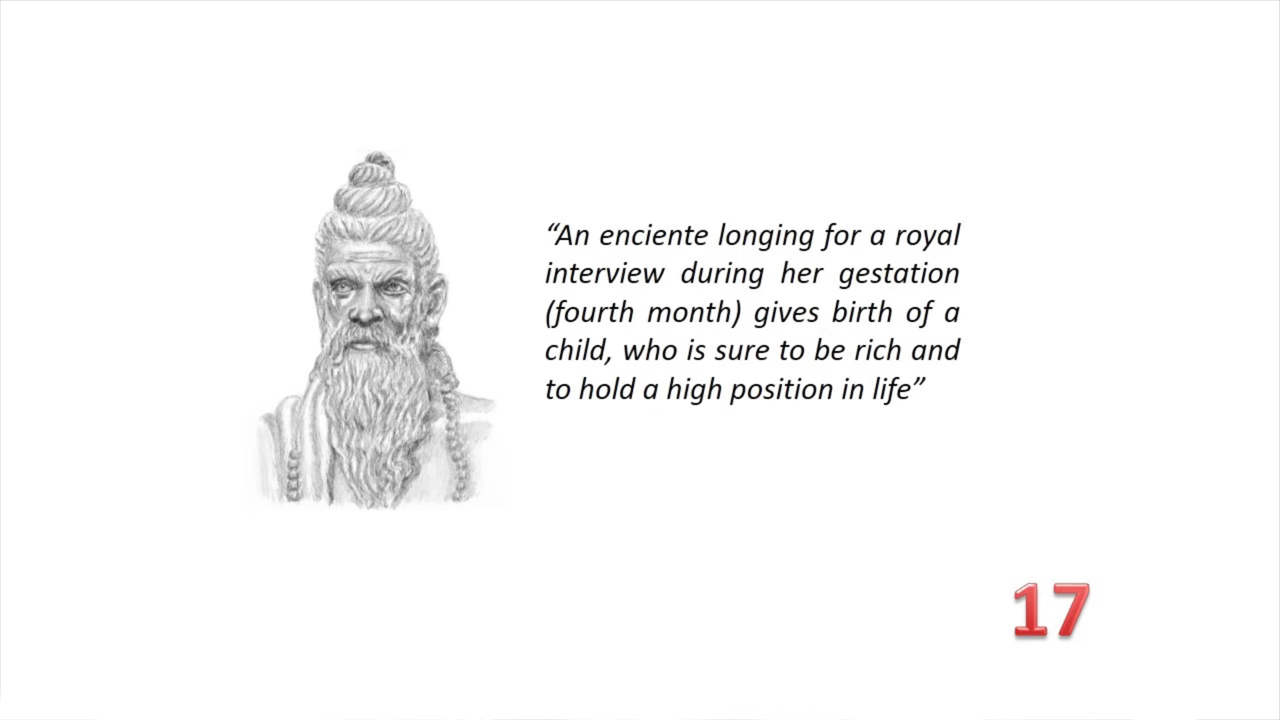 “An enciente longing for a royal
interview during her gestation
(fourth month) gives birth of a
child, who is sure to be rich and
to hold a high position in life”
17